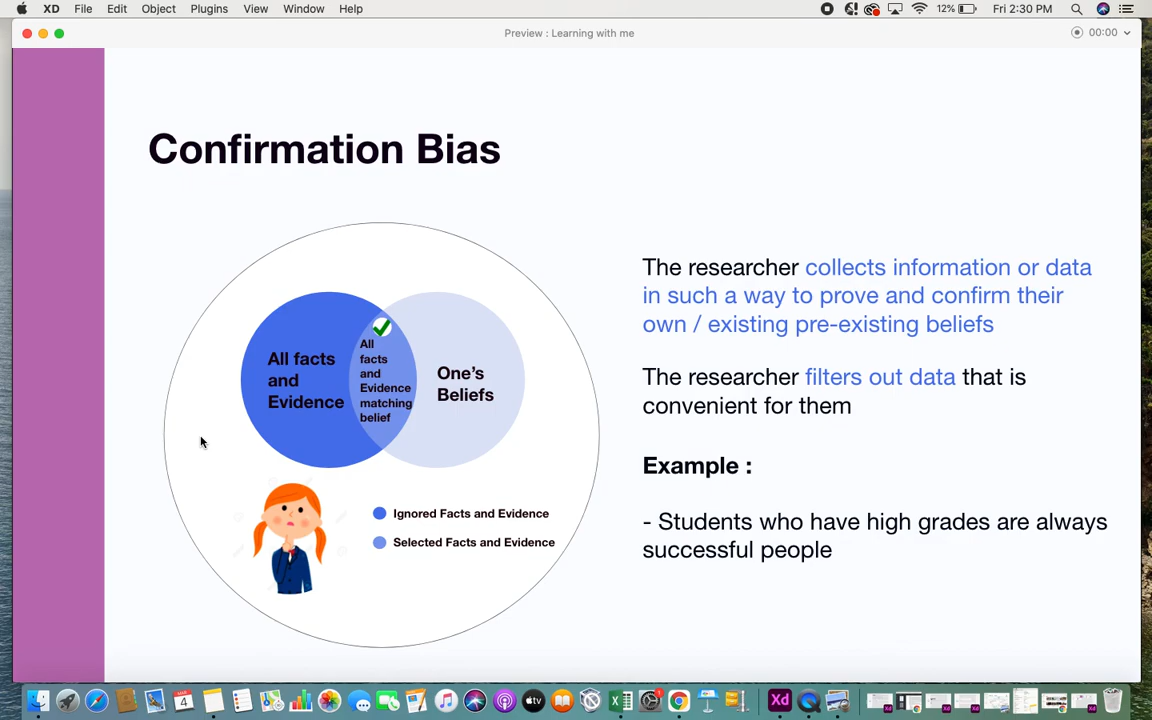 XD File Edit Object Plugins View Window Help 12% Fri 2:30 PM
Preview : Learning with me 00:00
Confirmation Bias
All facts
and
Evidence
All
facts
and
Evidence
matching
belief
One's
Beliefs
Ignored Facts and Evidence
Selected Facts and Evidence
The researcher collects information or data
in such a way to prove and confirm their
own / existing pre-existing beliefs
The researcher filters out data that is
convenient for them
Example :
- Students who have high grades are always
successful people
4
tv
Xd